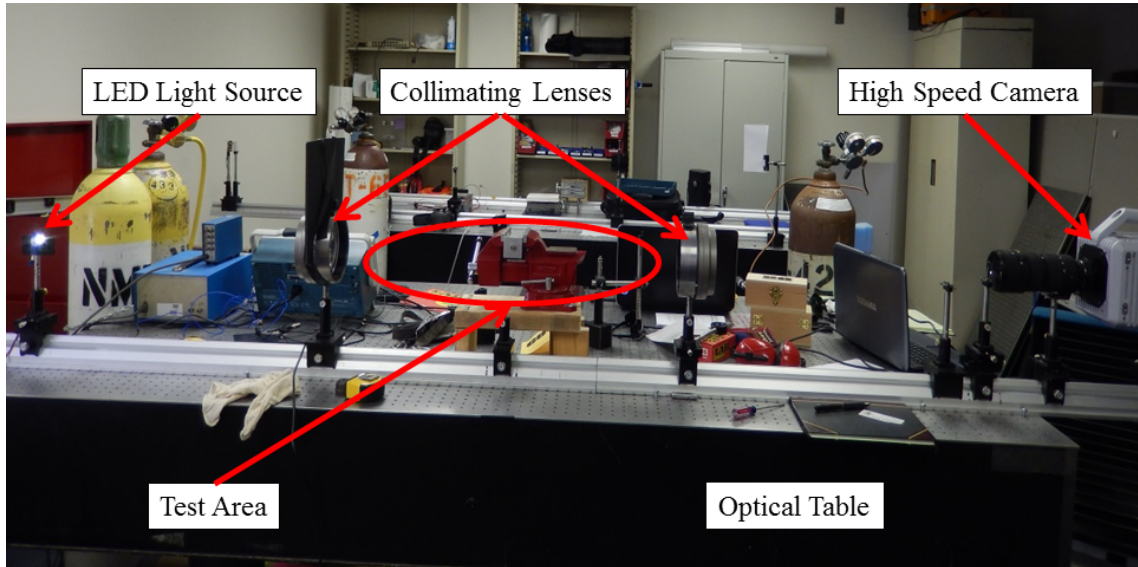 LED Light Source
Collimating Lenses
High Speed Camera
433
NM
Test Area
Optical Table